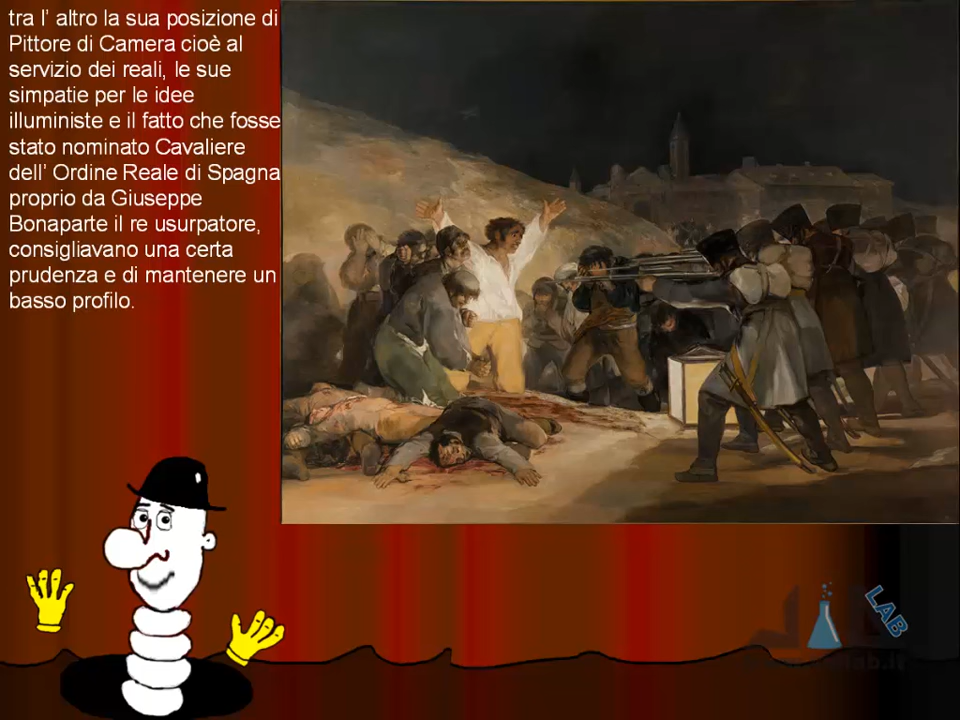 tra l' altro la sua posizione di
Pittore di Camera cioè al
servizio dei reali, le sue
simpatie per le idee
illuministe e il fatto che fosse
stato nominato Cavaliere
dell' Ordine Reale di Spagna
proprio da Giuseppe
Bonaparte il re usurpatore,
consigliavano una certa
prudenza e di mantenere un
basso profilo.
LAB
lab.it